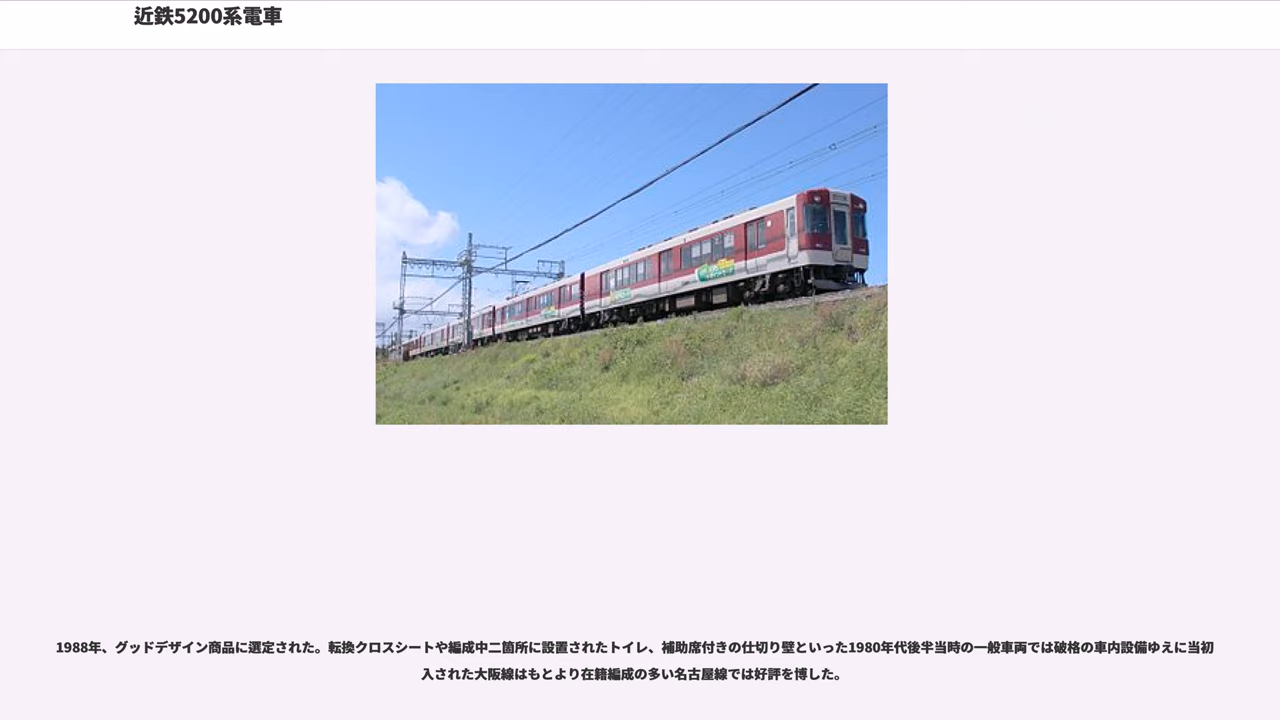 近鉄5200系電車
1988年、グッドデザイン商品に選定された。転換クロスシートや編成中二箇所に設置されたトイレ、補助席付きの仕切り壁といった1980年代後半当時の一般車両では破格の車内設備ゆえに当初
入された大阪線はもとより在籍編成の多い名古屋線では好評を博した。